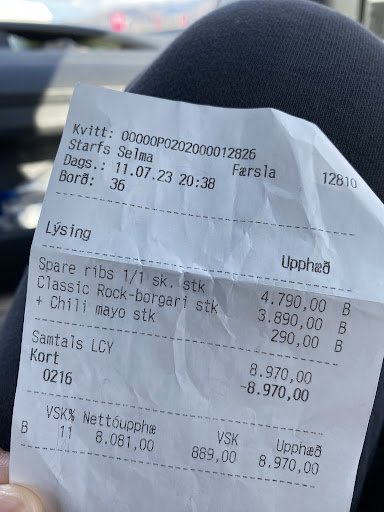 Kvitt: 00000P0202000012826
Starfs Selma Færsla 12810
Dags.: 11.07.23 20:38
Borð: 36
Lýsing Upphæð
Spare ribs 1/1 sk. stk 4.790,00 B
Classic Rock-borgari stk 3.890,00 B
+ Chili mayo stk 290,00 B
Samtals LCY 8.970,00
Kort -8.970,00
0216
VSK% Nettóupphæ VSK Upphæð
B 11 8.081,00 889,00 8.970,00